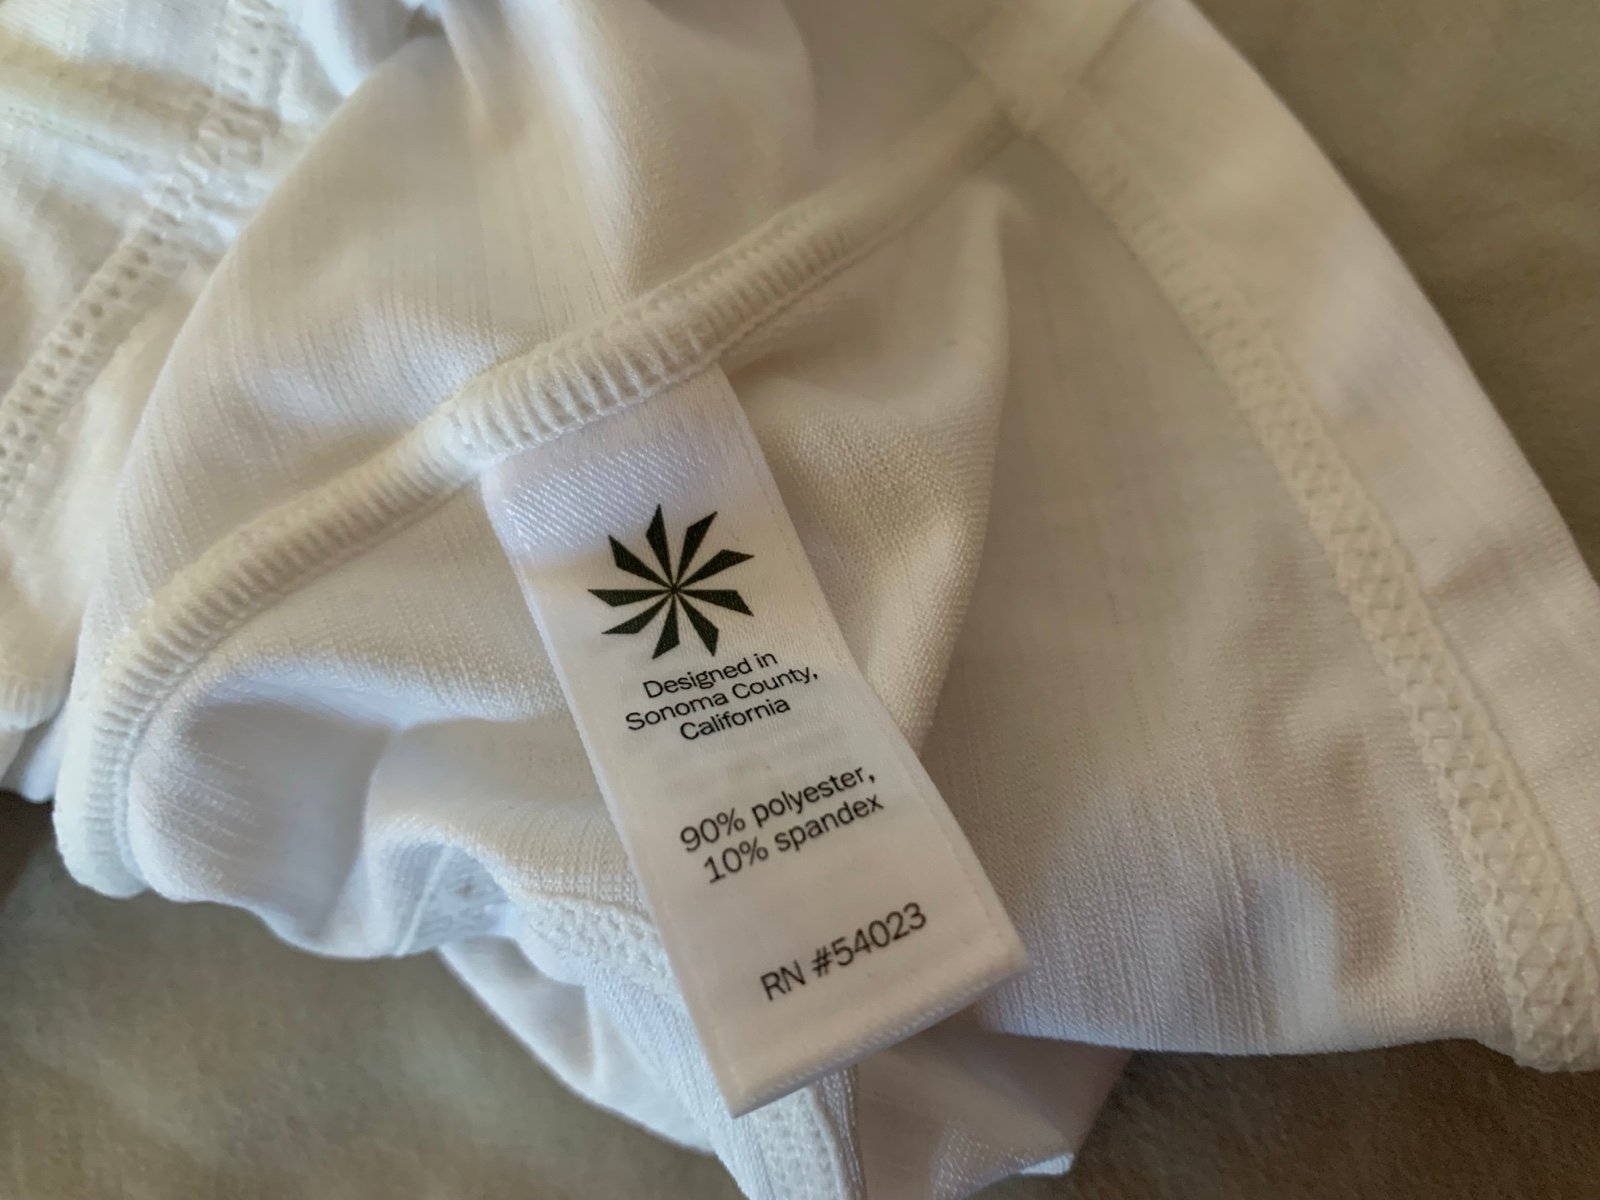 Designed in
Sonoma County,
California
90% polyester,
10% spandex
RN #54023